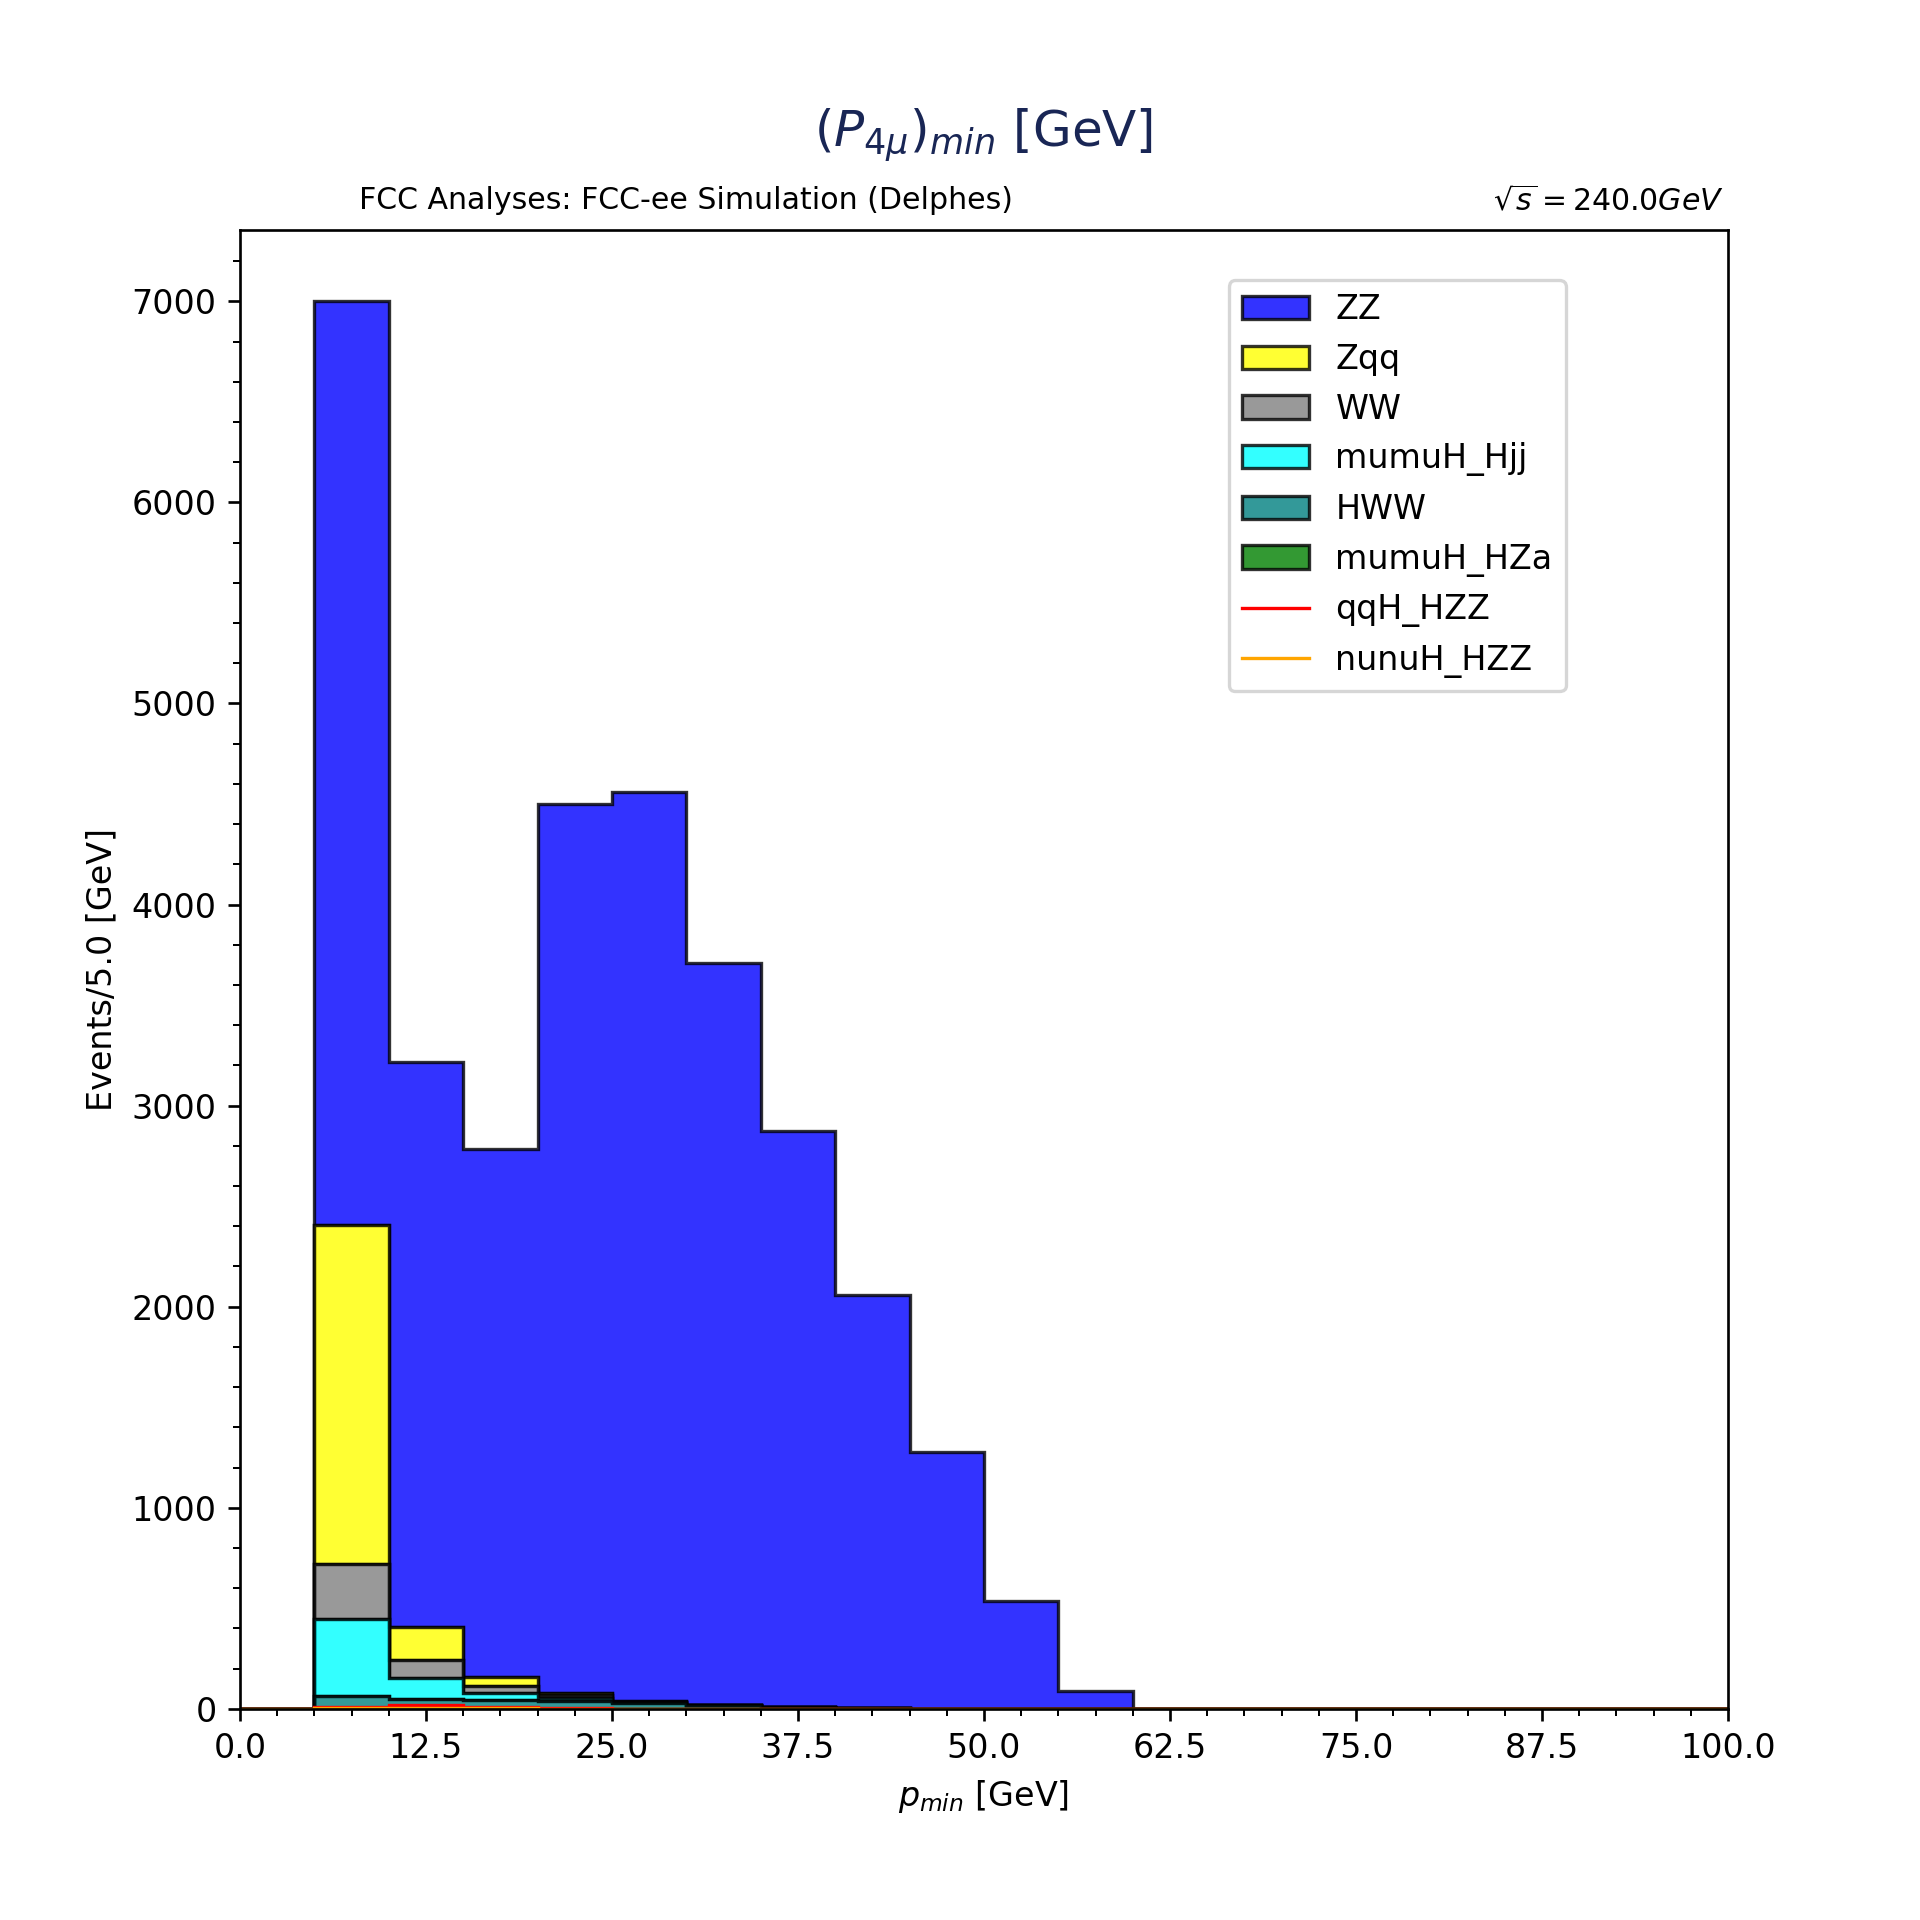 (P4μ)min [GeV]
FCC Analyses: FCC-ee Simulation (Delphes)
√s = 240.0GeV
7000
6000
5000
4000
3000
2000
1000
0
Events/5.0 [GeV]
ZZ
Zqq
WW
mumuH_Hjj
HWW
mumuH_HZa
qqH_HZZ
nunuH_HZZ
0.0 12.5 25.0 37.5 50.0 62.5 75.0 87.5 100.0
pmin [GeV]